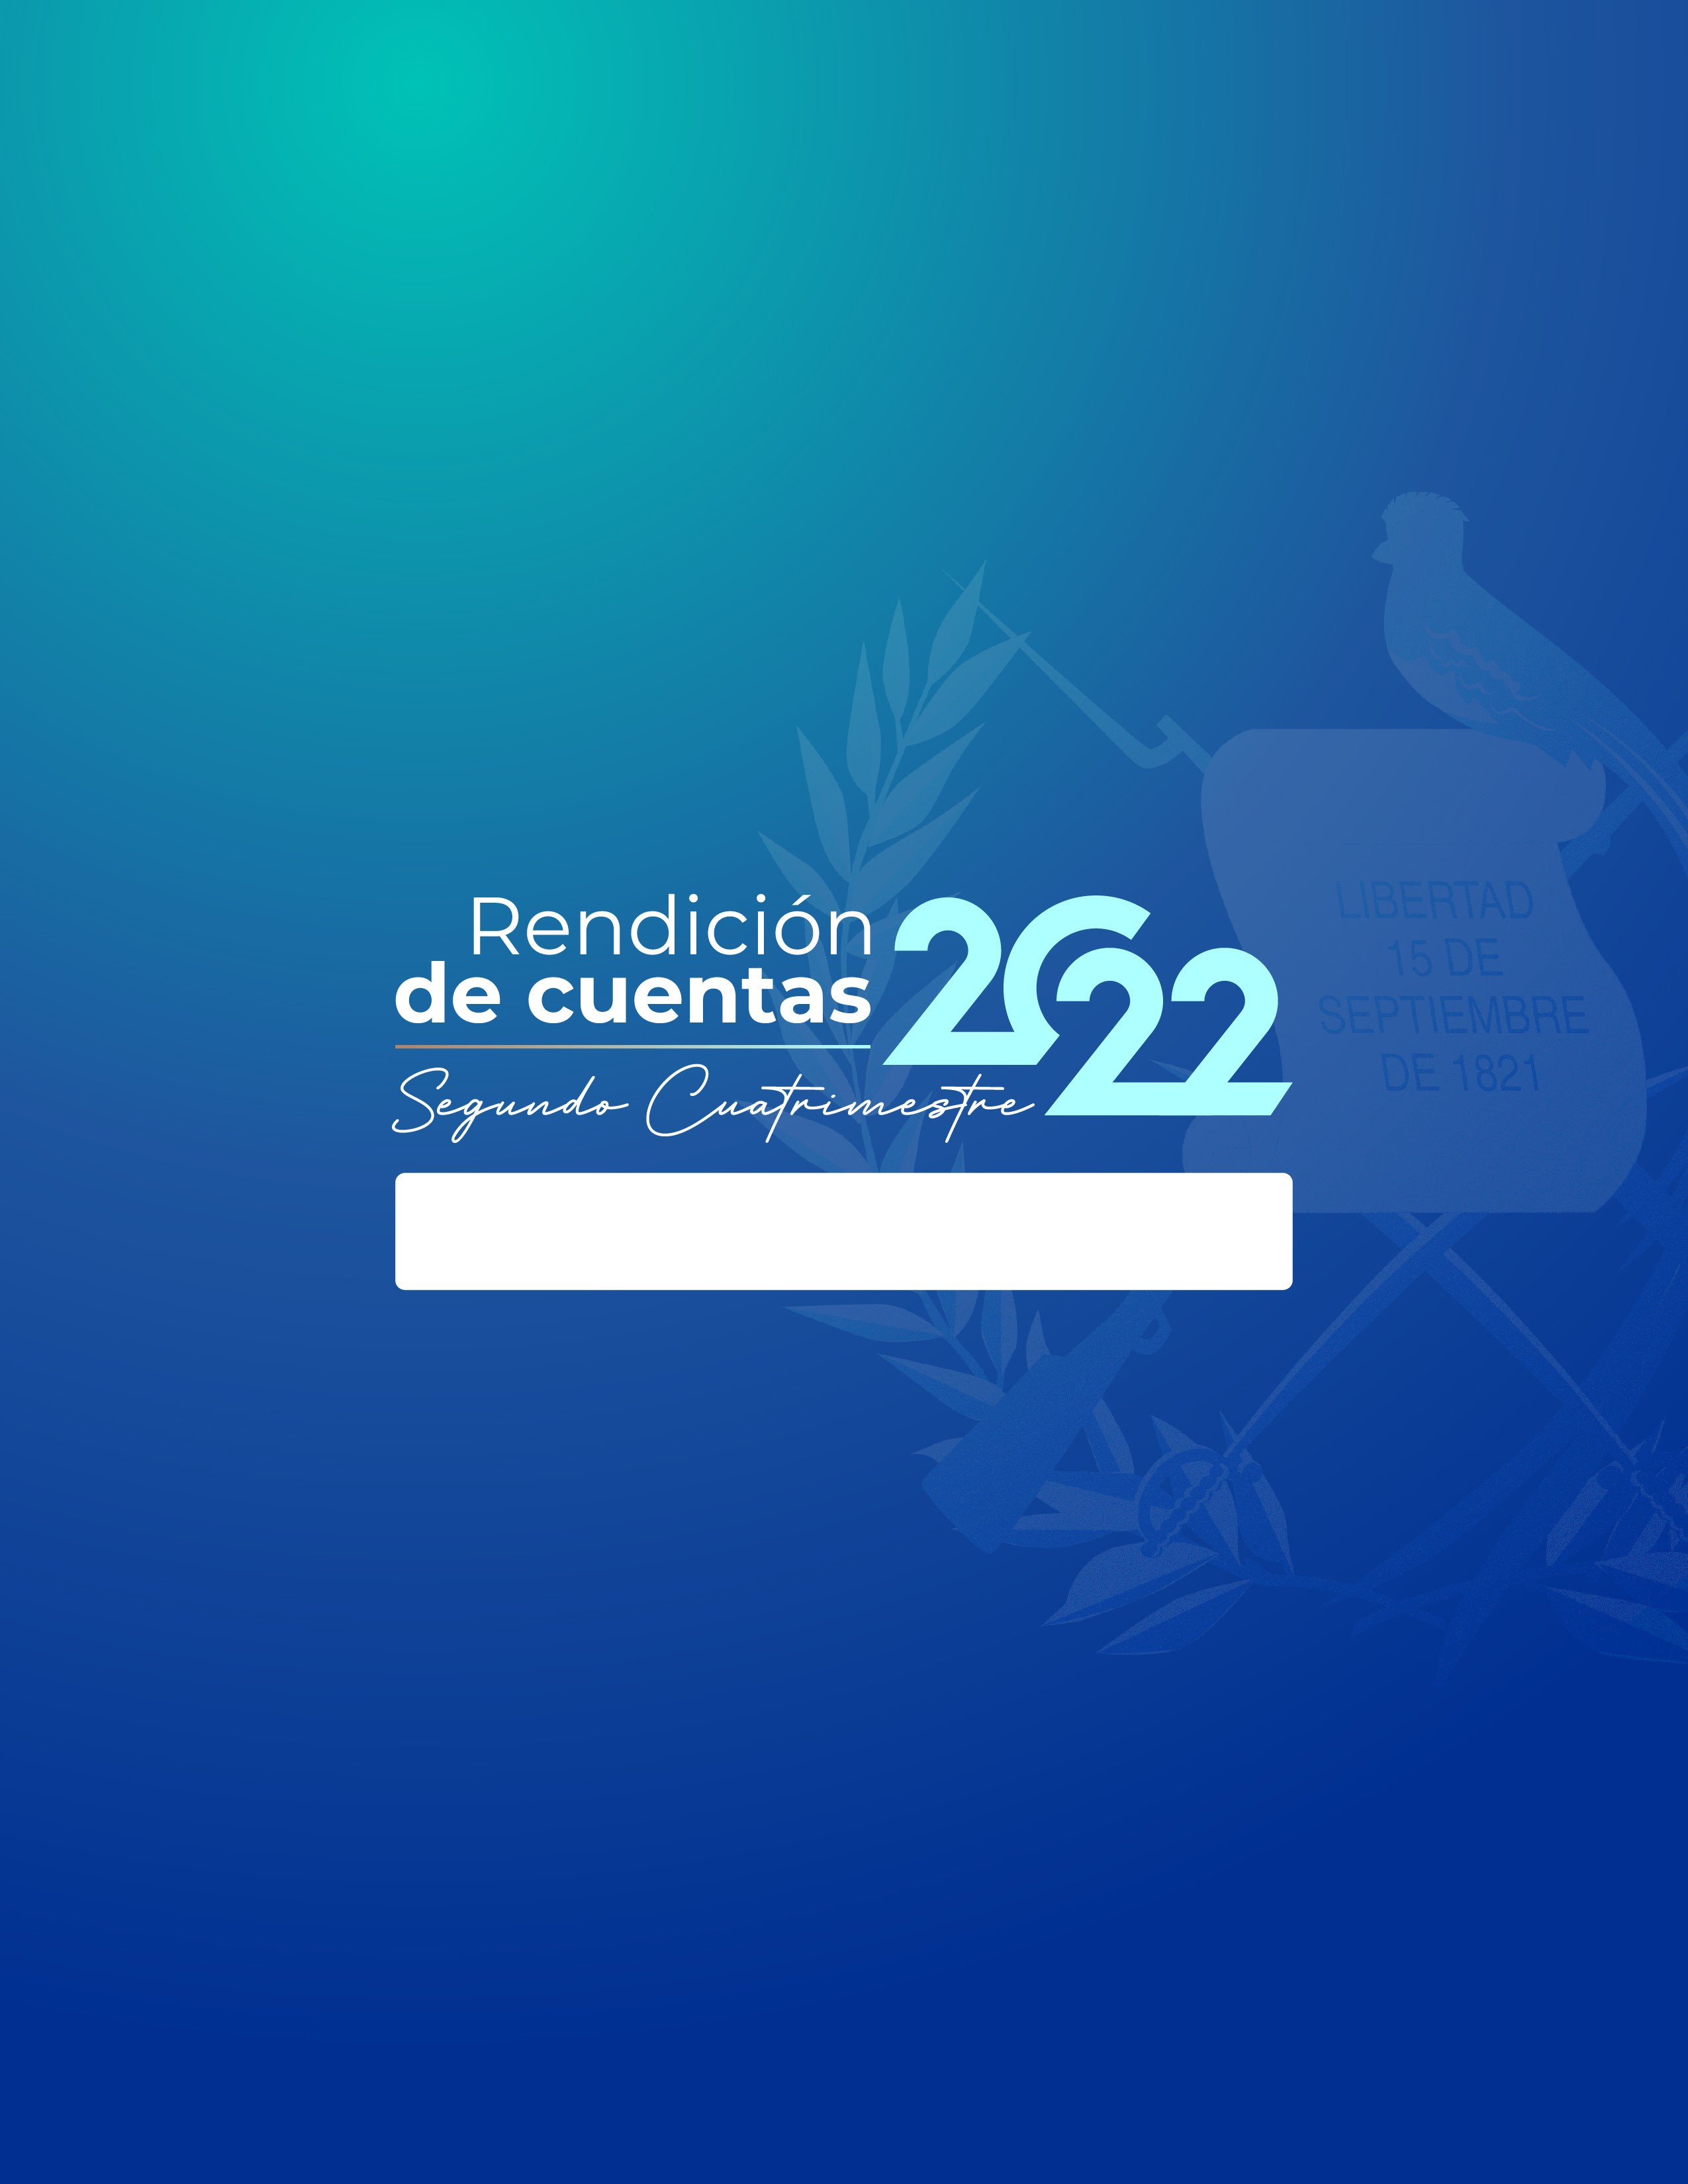 Rendición
de cuentas
2022
Segundo Cuatrimestre
LIBERTAD
15 DE
SEPTIEMBRE
DE 1821